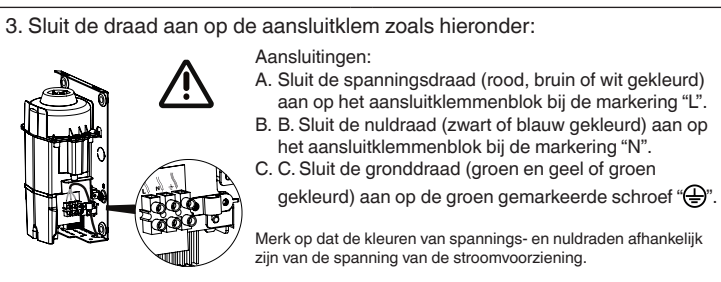 3. Sluit de draad aan op de aansluitklem zoals hieronder:
Aansluitingen:
A. Sluit de spanningsdraad (rood, bruin of wit gekleurd)
aan op het aansluitklemmenblok bij de markering “L”.
B. B. Sluit de nuldraad (zwart of blauw gekleurd) aan op
het aansluitklemmenblok bij de markering “N”.
C. C. Sluit de gronddraad (groen en geel of groen
gekleurd) aan op de groen gemarkeerde schroef “⏚”.
Merk op dat de kleuren van spannings- en nuldraden afhankelijk
zijn van de spanning van de stroomvoorziening.
L N